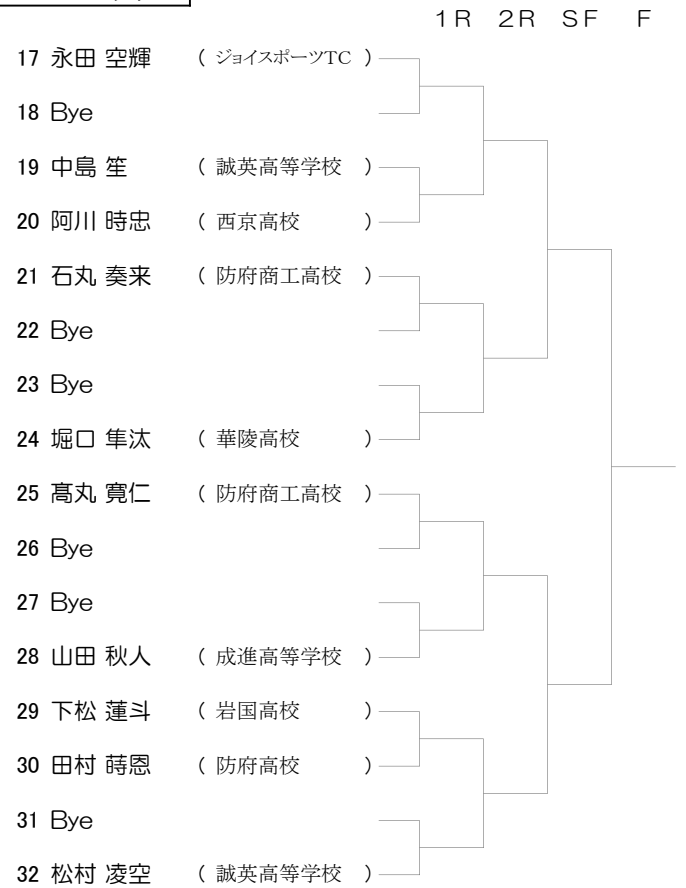 1R 2R SF F
17 永田 空輝 ( ジョイスポーツTC )
18 Bye
19 中島 笙 ( 誠英高等学校 )
20 阿川 時忠 ( 西京高校 )
21 石丸 奏来 ( 防府商工高校 )
22 Bye
23 Bye
24 堀口 隼汰 ( 華陵高校 )
25 髙丸 寛仁 ( 防府商工高校 )
26 Bye
27 Bye
28 山田 秋人 ( 成進高等学校 )
29 下松 蓮斗 ( 岩国高校 )
30 田村 蒔恩 ( 防府高校 )
31 Bye
32 松村 凌空 ( 誠英高等学校 )